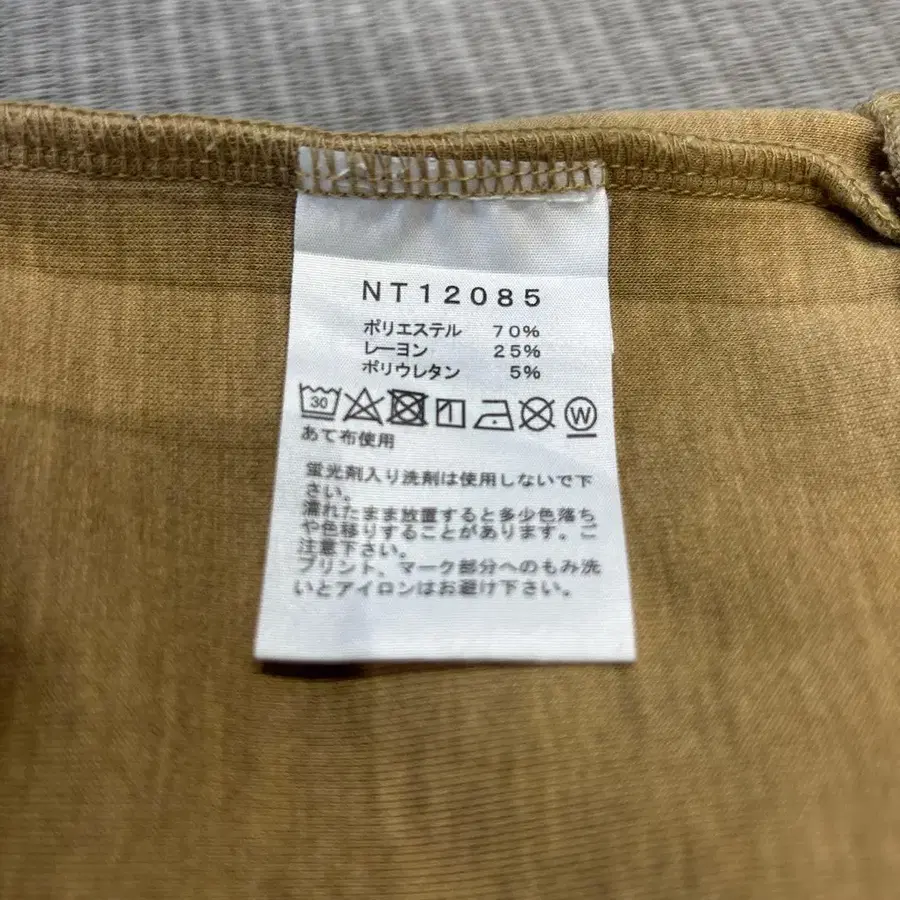 NT12085
ポリエステル 70%
レーヨン 25%
ポリウレタン 5%
30 W
あて布使用
蛍光剤入り洗剤は使用しないで下
さい。
濡れたまま放置すると多少色落ち
や色移りすることがあります。ご
注意下さい。
プリント、マーク部分へのもみ洗
いとアイロンはお避け下さい。